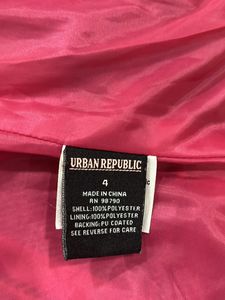 URBAN REPUBLIC
4
MADE IN CHINA
RN 98790
SHELL:100%POLYESTER
LINING:100%POLYESTER
BACKING:PU COATED
SEE REVERSE FOR CARE